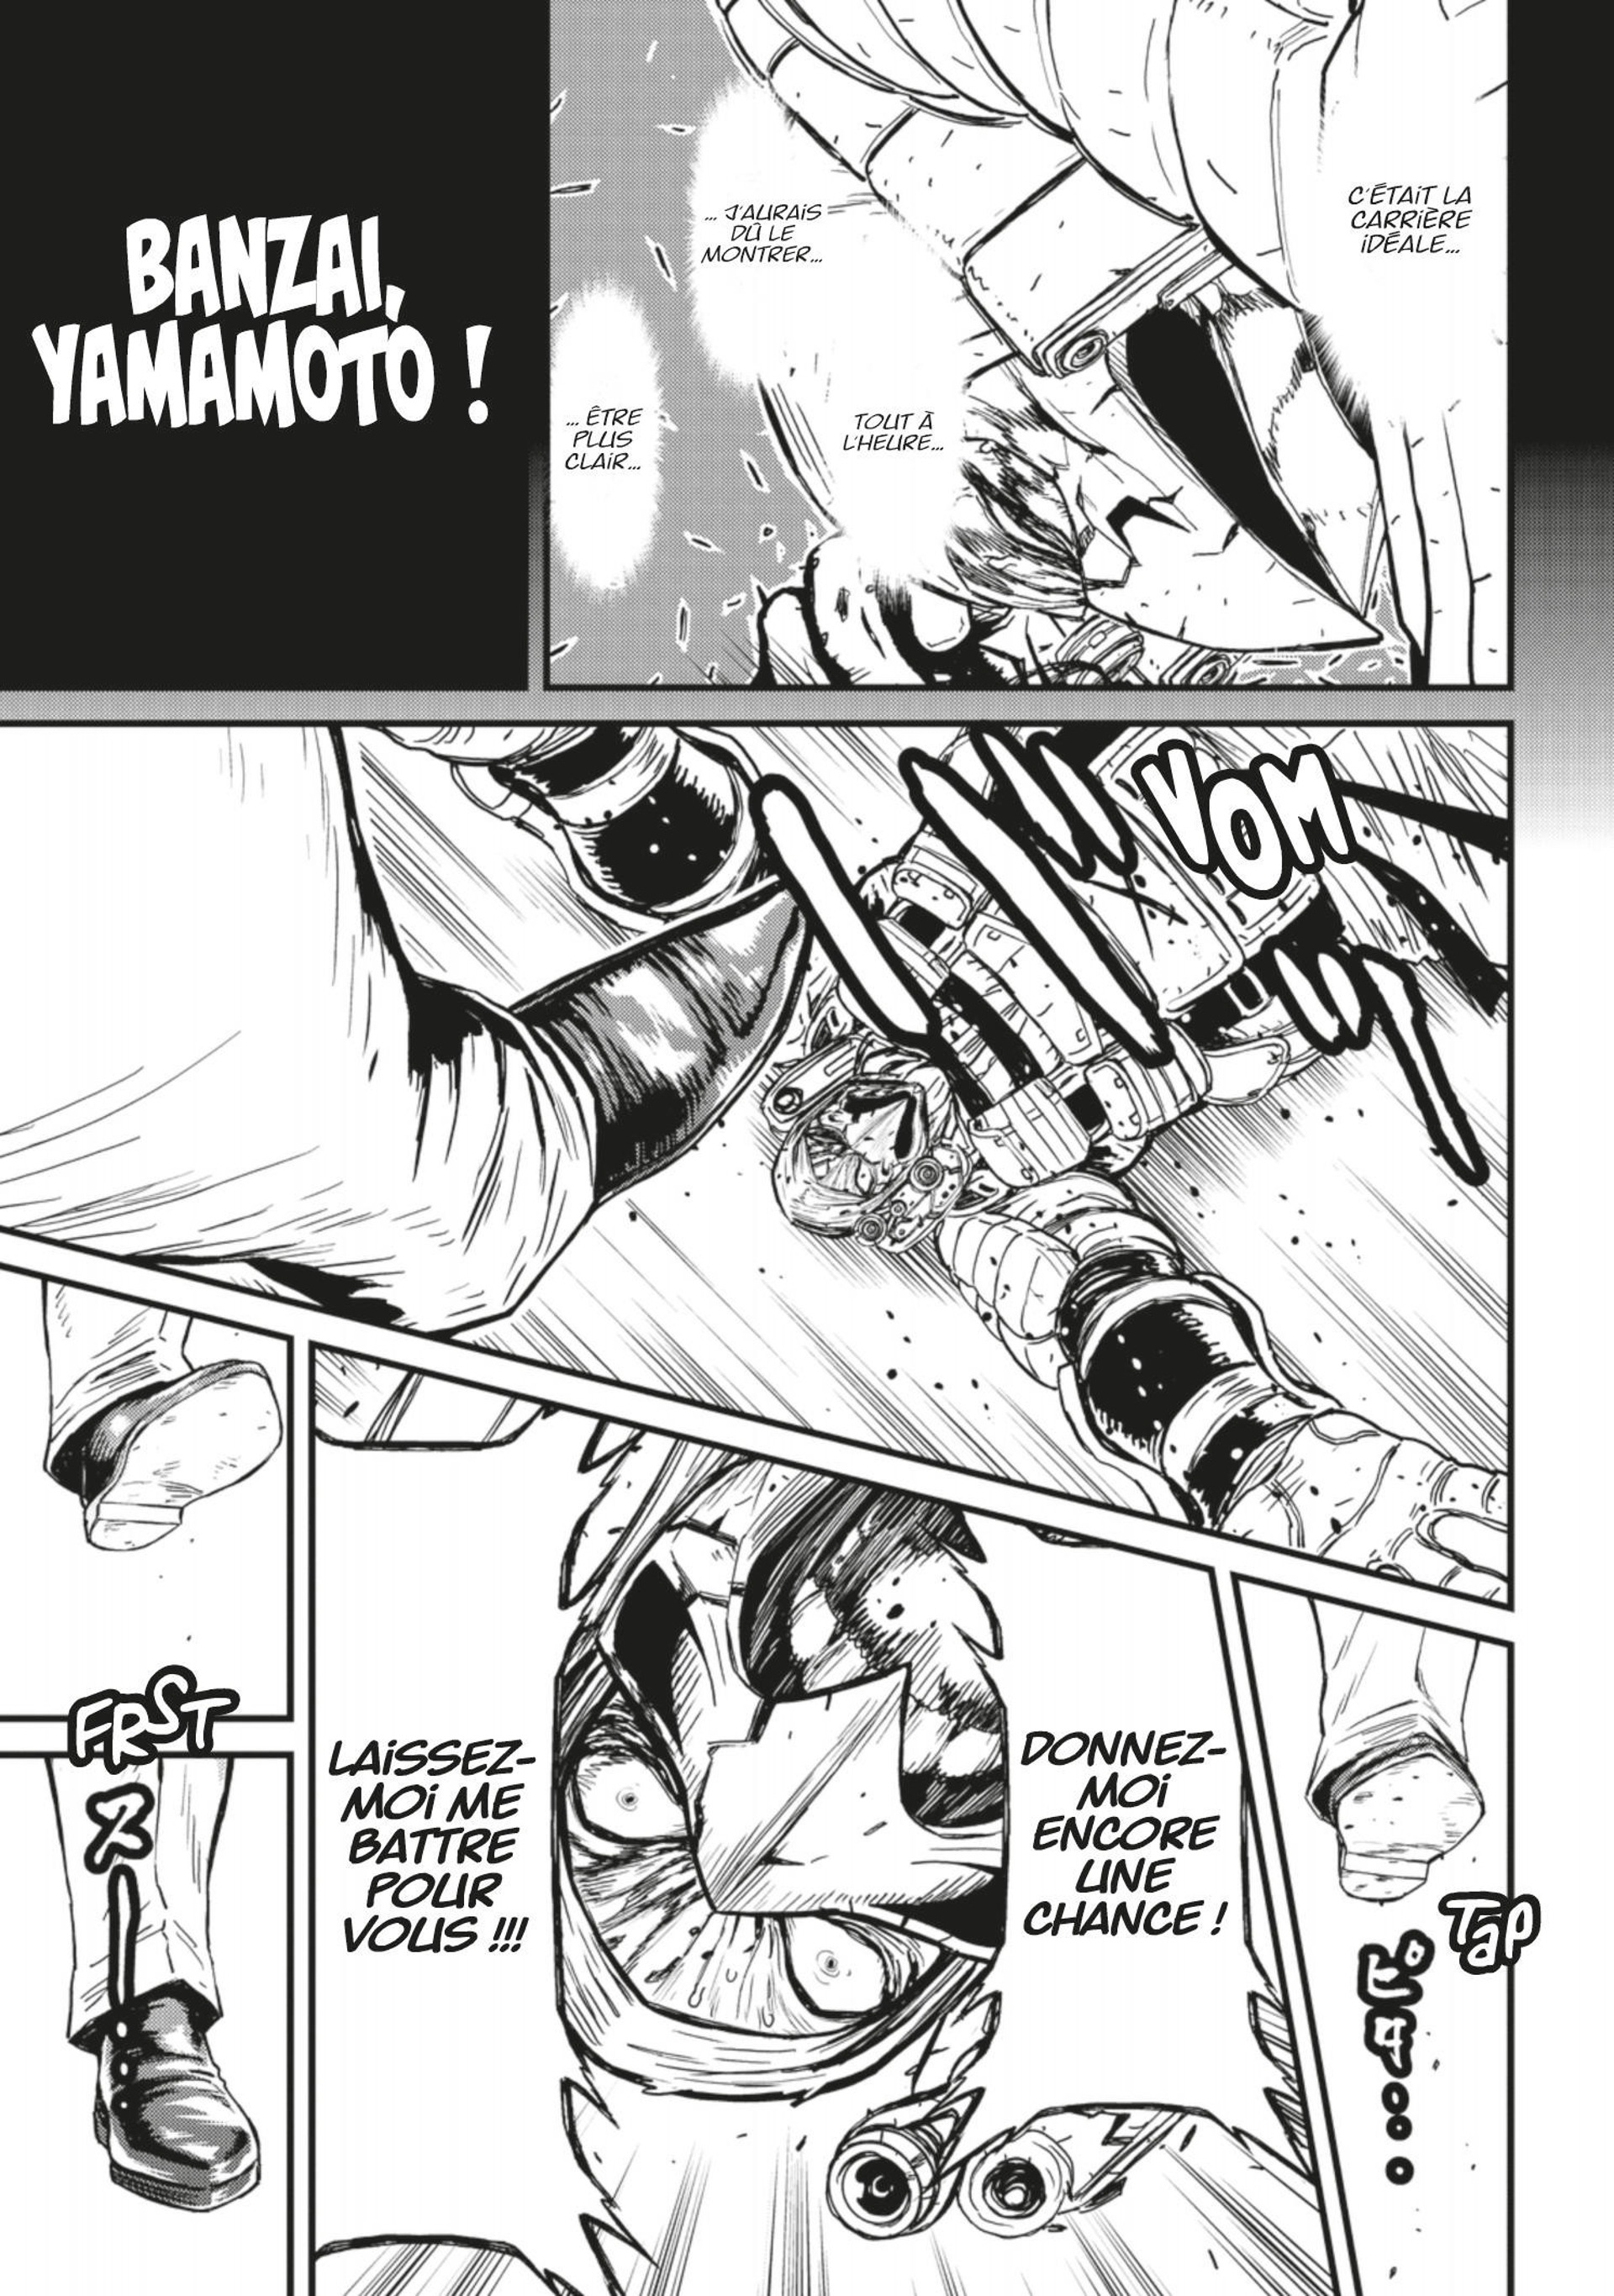 C'ÉTAIT LA
CARRIÈRE
IDÉALE...
... J'AURAIS
DÛ LE
MONTRER...
TOUT À
L'HEURE...
... ÊTRE
PLUS
CLAIR...
BANZAI,
YAMAMOTO !
VOM
DONNEZ-
MOI
ENCORE
UNE
CHANCE !
LAISSEZ-
MOI ME
BATTRE
POUR
VOUS !!!
TAP
ピタ...
FRST
スー...